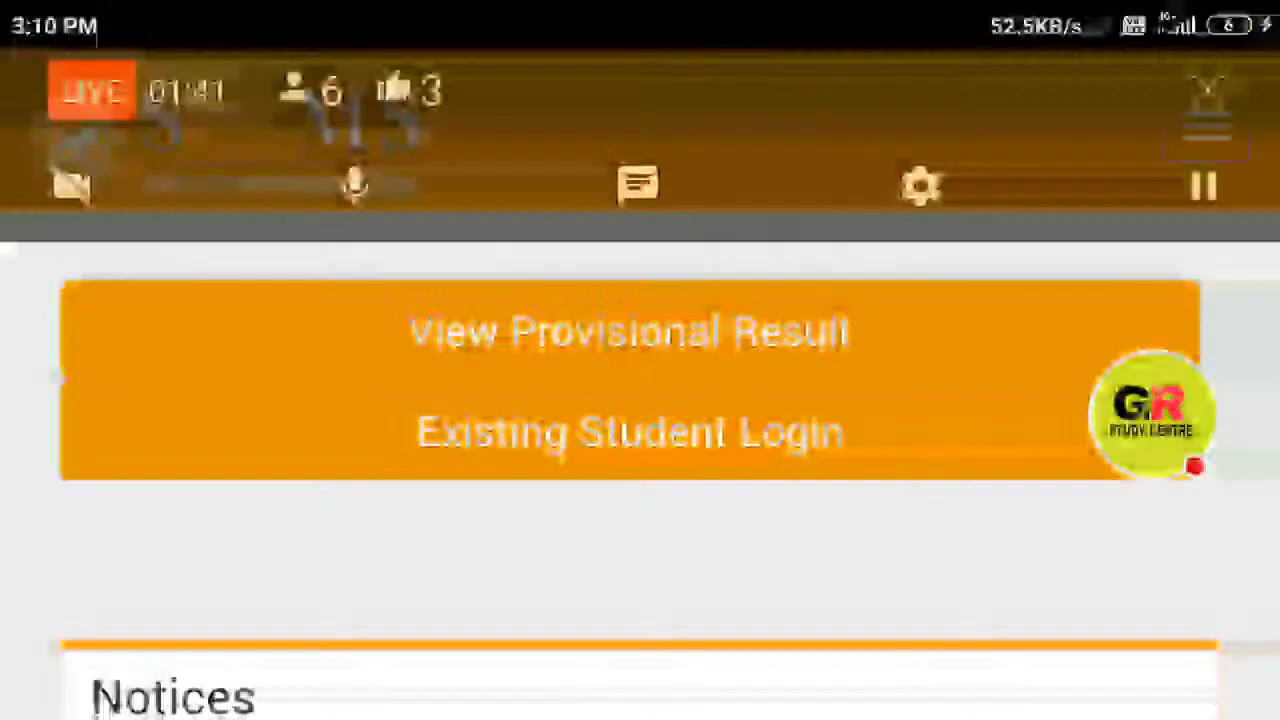 3:10 PM
52.5KB/s
6
LIVE 01:41 6 3
View Provisional Result
Existing Student Login
G.R
STUDY CENTRE
Notices